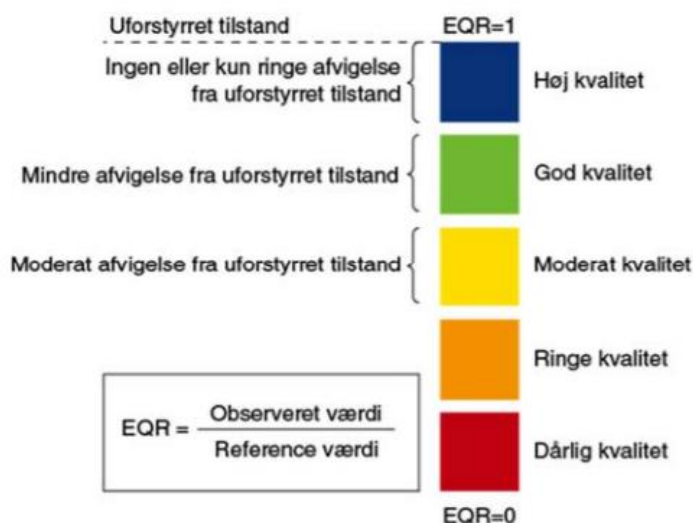 Uforstyrret tilstand
EQR=1
Ingen eller kun ringe afvigelse
fra uforstyrret tilstand
Høj kvalitet
Mindre afvigelse fra uforstyrret tilstand
God kvalitet
Moderat afvigelse fra uforstyrret tilstand
Moderat kvalitet
Ringe kvalitet
EQR = Observeret værdi
Reference værdi
Dårlig kvalitet
EQR=0